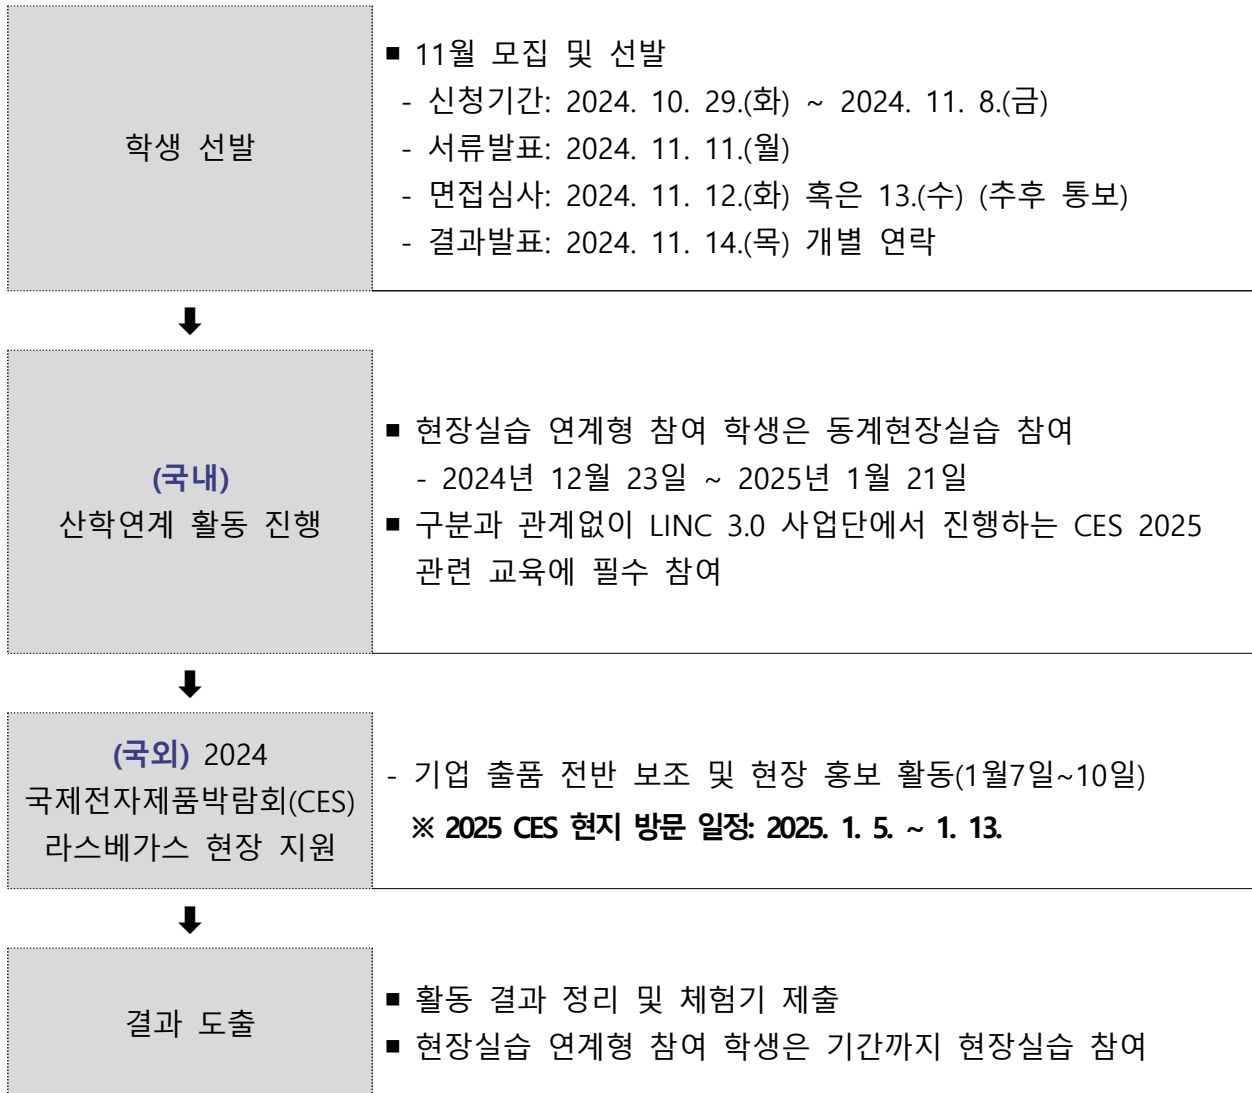 학생 선발
■ 11월 모집 및 선발
- 신청기간: 2024. 10. 29.(화) ~ 2024. 11. 8.(금)
- 서류발표: 2024. 11. 11.(월)
- 면접심사: 2024. 11. 12.(화) 혹은 13.(수) (추후 통보)
- 결과발표: 2024. 11. 14.(목) 개별 연락
⬇
(국내)
산학연계 활동 진행
■ 현장실습 연계형 참여 학생은 동계현장실습 참여
- 2024년 12월 23일 ~ 2025년 1월 21일
■ 구분과 관계없이 LINC 3.0 사업단에서 진행하는 CES 2025
관련 교육에 필수 참여
⬇
(국외) 2024
국제전자제품박람회(CES)
라스베가스 현장 지원
- 기업 출품 전반 보조 및 현장 홍보 활동(1월7일~10일)
※ 2025 CES 현지 방문 일정: 2025. 1. 5. ~ 1. 13.
⬇
결과 도출
■ 활동 결과 정리 및 체험기 제출
■ 현장실습 연계형 참여 학생은 기간까지 현장실습 참여